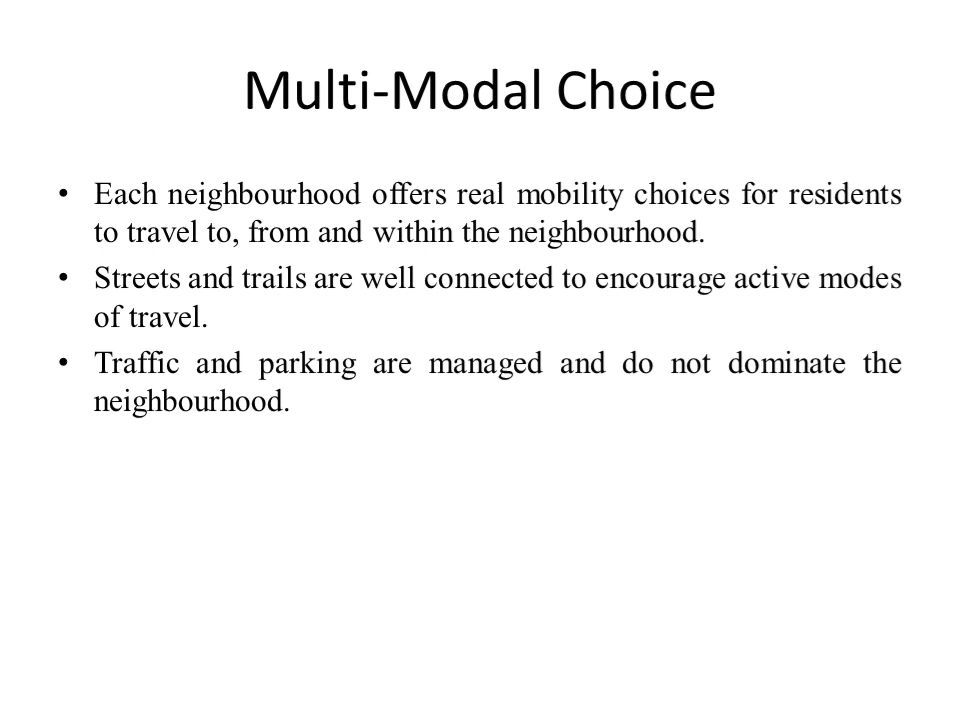 Multi-Modal Choice
• Each neighbourhood offers real mobility choices for residents
to travel to, from and within the neighbourhood.
• Streets and trails are well connected to encourage active modes
of travel.
• Traffic and parking are managed and do not dominate the
neighbourhood.